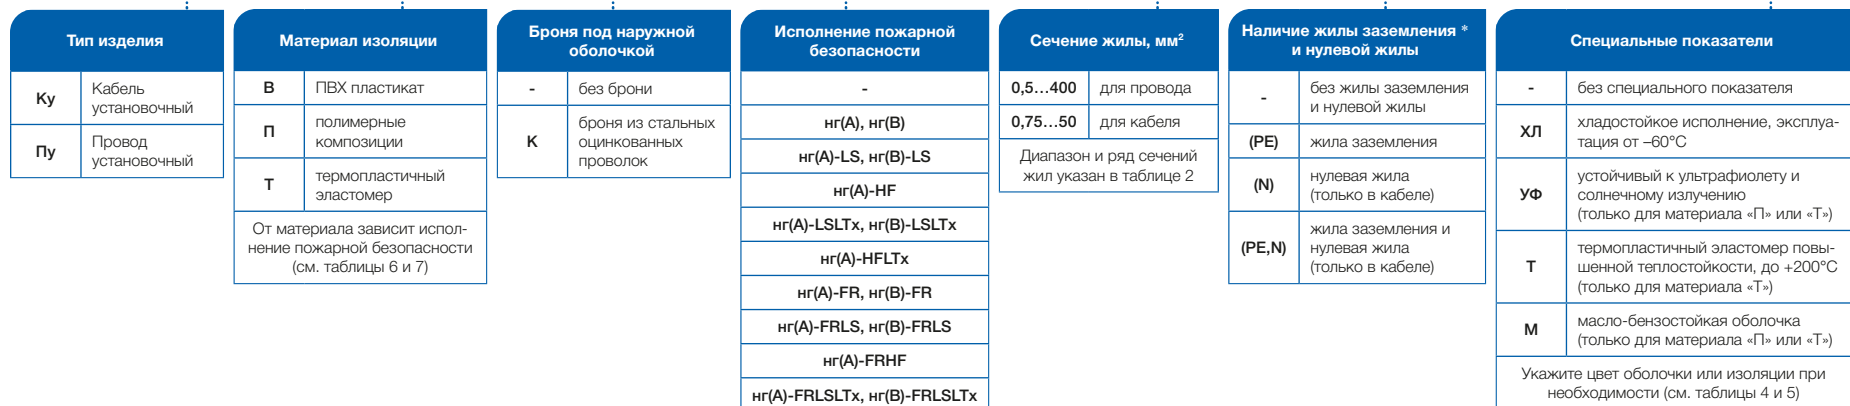 Тип изделия
Ку Кабель
установочный
Пу Провод
установочный
Материал изоляции
В ПВХ пластикат
П полимерные
композиции
Т термопластичный
эластомер
От материала зависит испол-
нение пожарной безопасности
(см. таблицы 6 и 7)
Броня под наружной
оболочкой
- без брони
К броня из стальных
оцинкованных
проволок
Исполнение пожарной
безопасности
-
нг(А), нг(В)
нг(А)-LS, нг(В)-LS
нг(А)-HF
нг(А)-LSLTx, нг(В)-LSLTx
нг(А)-HFLTx
нг(А)-FR, нг(В)-FR
нг(А)-FRLS, нг(В)-FRLS
нг(А)-FRHF
нг(А)-FRLSLTx, нг(В)-FRLSLTx
Сечение жилы, мм²
0,5…400 для провода
0,75…50 для кабеля
Диапазон и ряд сечений
жил указан в таблице 2
Наличие жилы заземления *
и нулевой жилы
- без жилы заземления
и нулевой жилы
(PE) жила заземления
(N) нулевая жила
(только в кабеле)
(PE,N) жила заземления и
нулевая жила
(только в кабеле)
Специальные показатели
- без специального показателя
ХЛ хладостойкое исполнение, эксплуа-
тация от –60°С
УФ устойчивый к ультрафиолету и
солнечному излучению
(только для материала «П» или «Т»)
Т термопластичный эластомер повы-
шенной теплостойкости, до +200°С
(только для материала «Т»)
М масло-бензостойкая оболочка
(только для материала «П» или «Т»)
Укажите цвет оболочки или изоляции при
необходимости (см. таблицы 4 и 5)